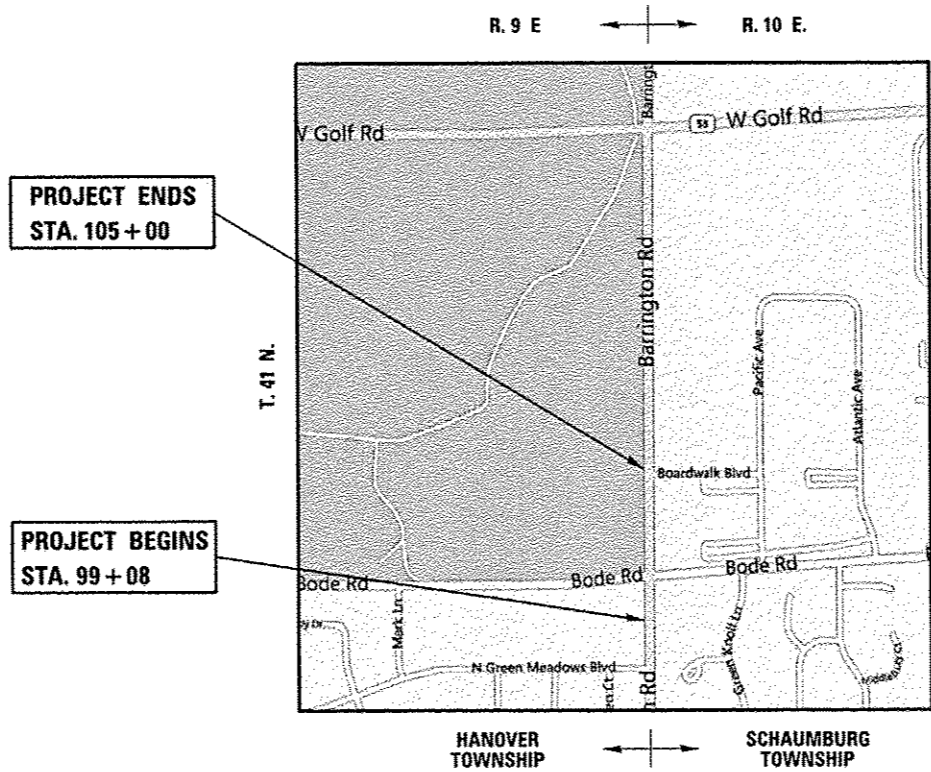 R. 9 E R. 10 E.
Barringt
W Golf Rd 58 W Golf Rd
PROJECT ENDS
STA. 105+00
Barrington Rd
T. 41 N.
Pacific Ave
Atlantic Ave
Boardwalk Blvd
PROJECT BEGINS
STA. 99+08
Bode Rd Bode Rd Bode Rd
Mark Ln
Green Knolf Ln
N Green Meadows Blvd
Rd
HANOVER
TOWNSHIP
SCHAUMBURG
TOWNSHIP